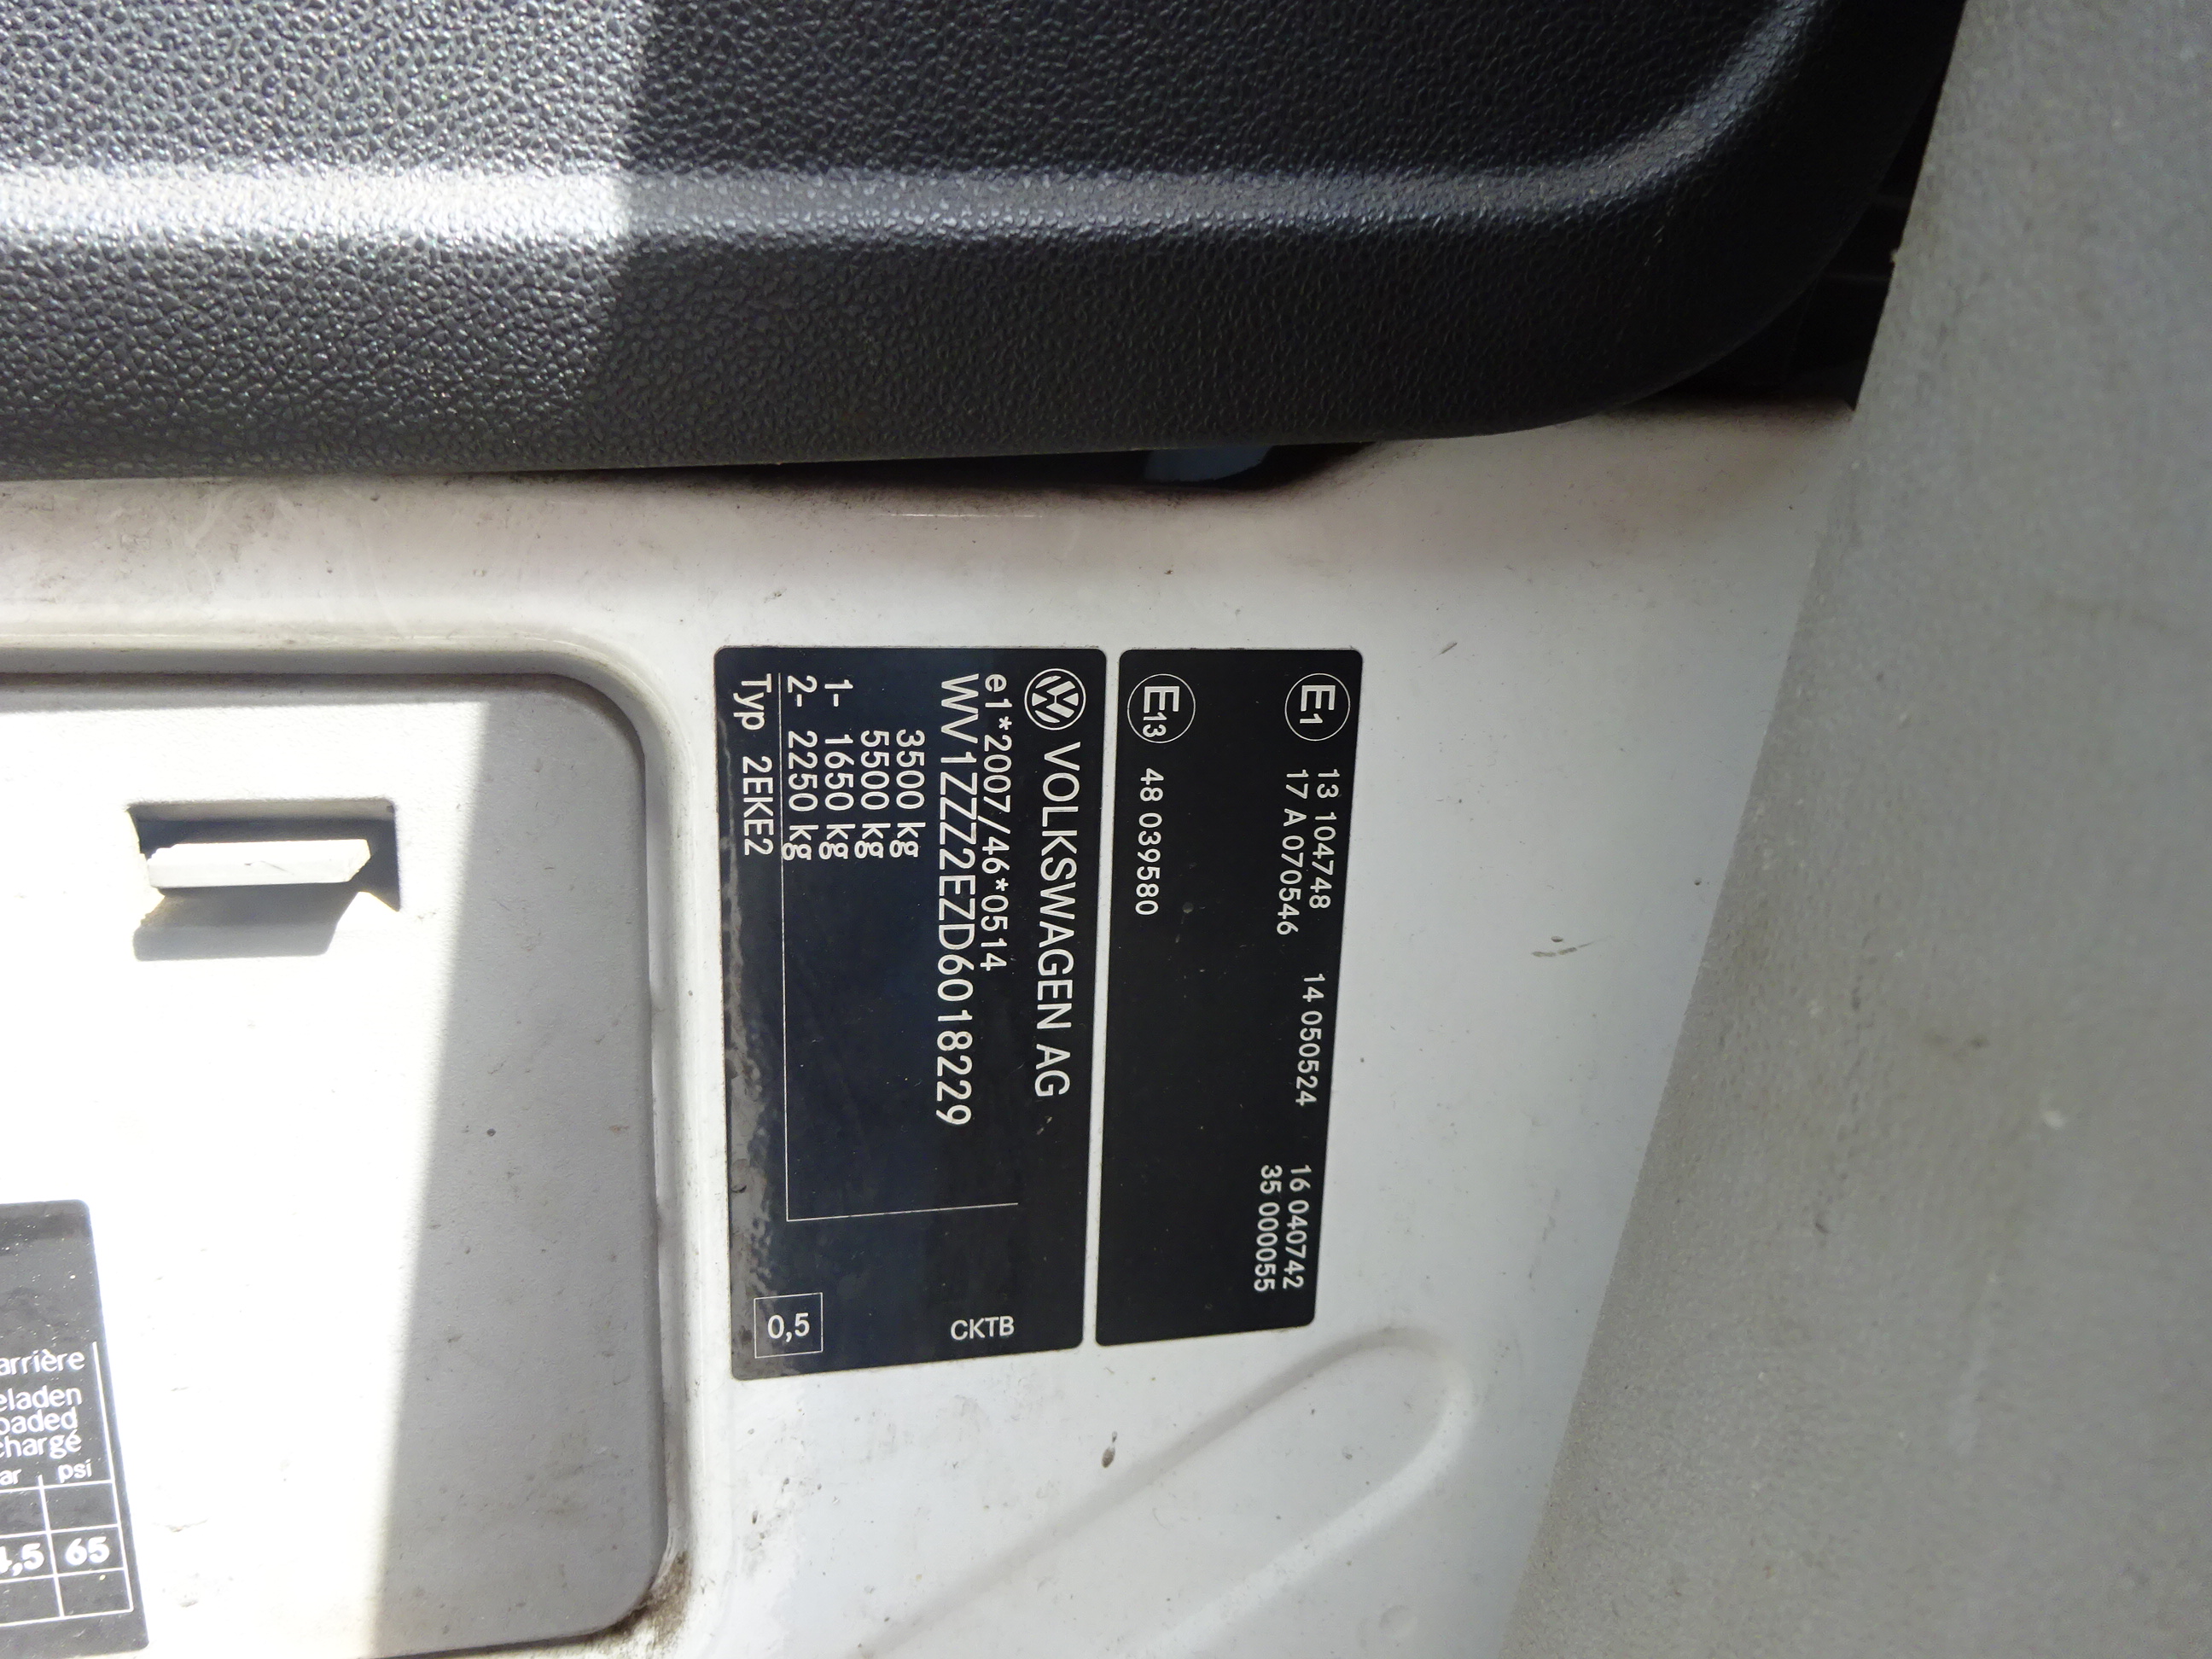 E1 13 104748 14 050524 16 040742
17 A 070546 35 000055
E13 48 039580
VOLKSWAGEN AG
e1*2007/46*0514
WV1ZZZ2EZD6018229
CKTB
3500 kg
5500 kg
1- 1650 kg
2- 2250 kg
Typ 2EKE2
0,5
arrière
eladen
oaded
chargé
ar psi
4,5 65